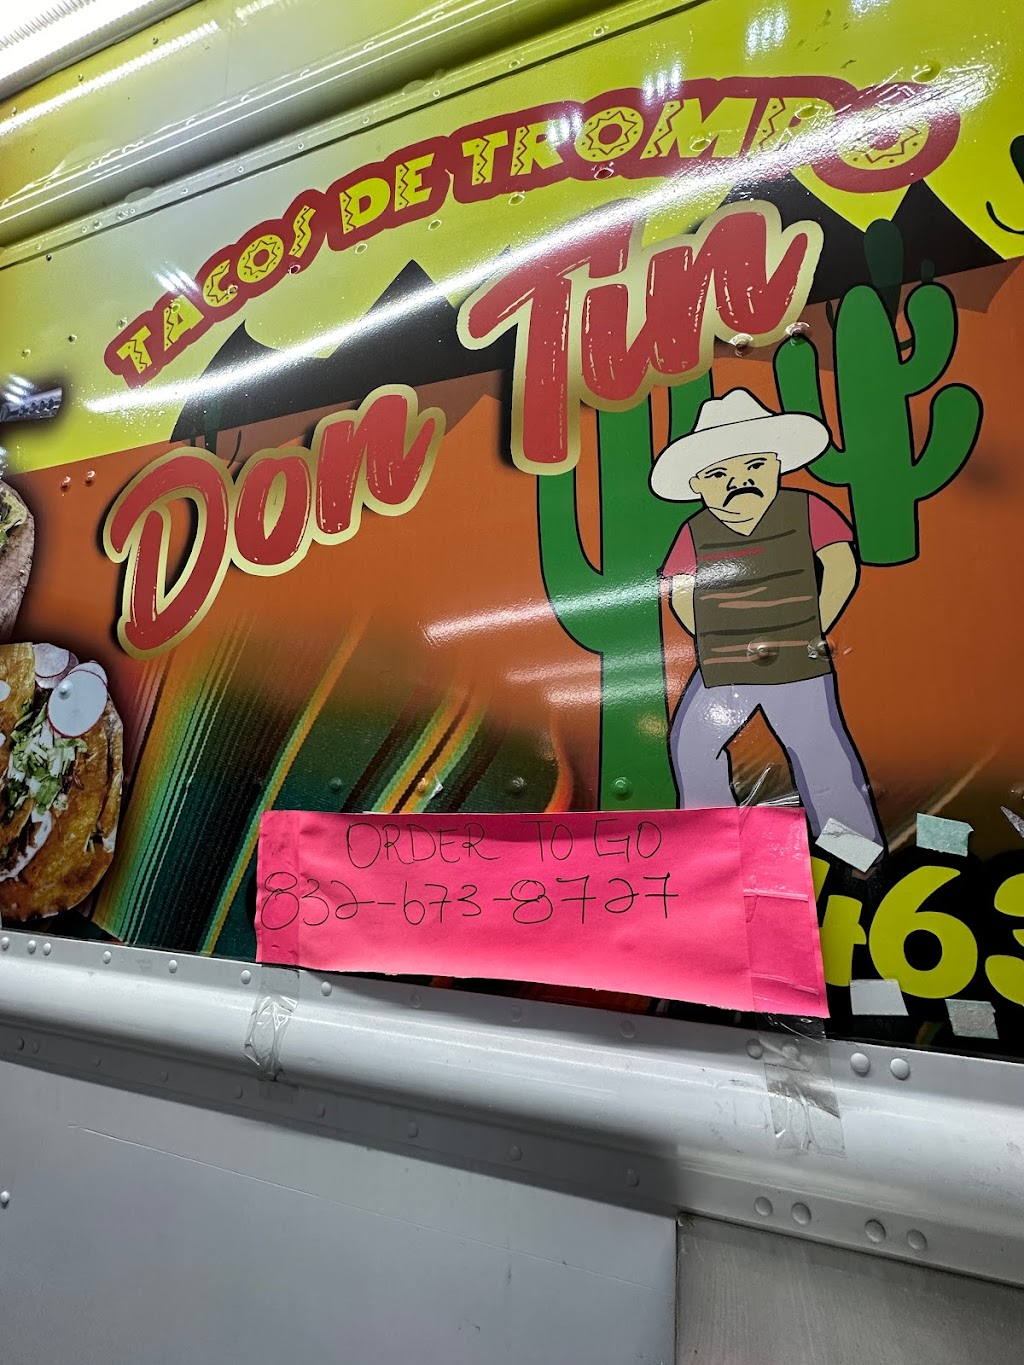 TACOS DE TROMPO
Don Tin
ORDER TO GO
832-673-8727
463